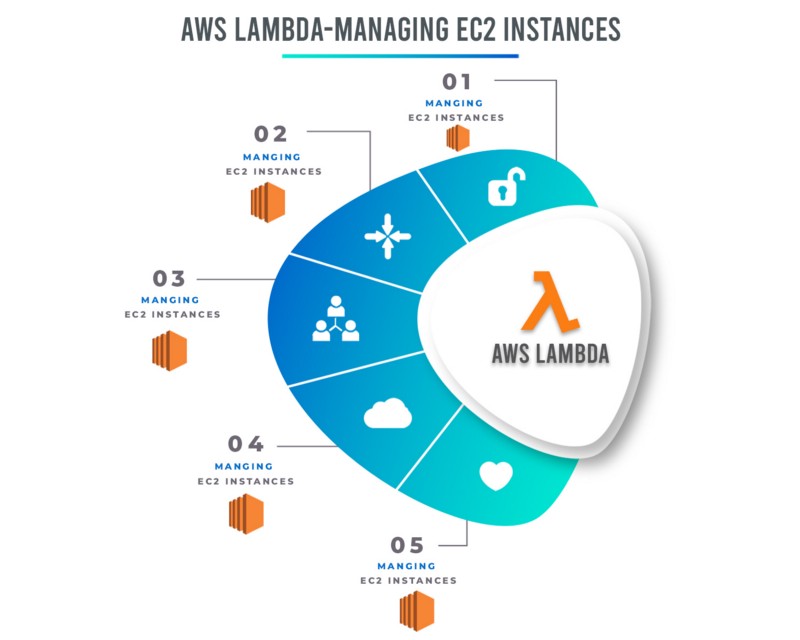 AWS LAMBDA-MANAGING EC2 INSTANCES
01
MANGING
EC2 INSTANCES
02
MANGING
EC2 INSTANCES
03
MANGING
EC2 INSTANCES
λ
AWS LAMBDA
04
MANGING
EC2 INSTANCES
05
MANGING
EC2 INSTANCES